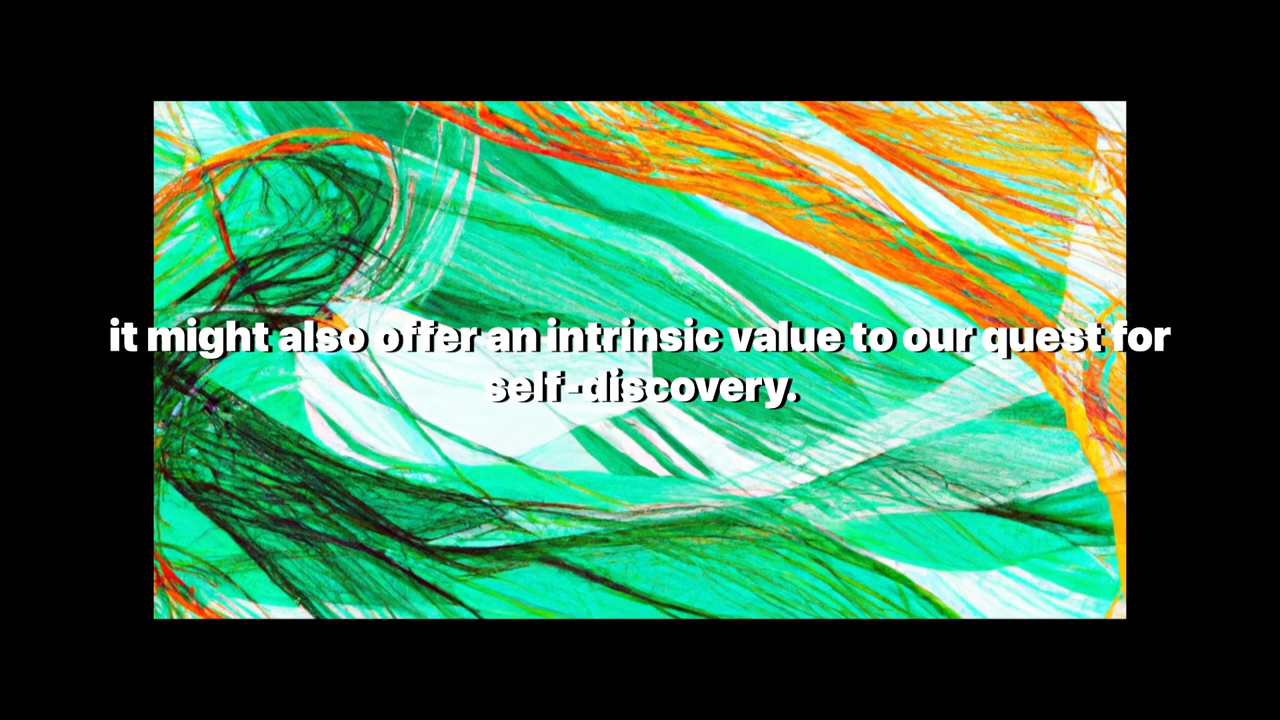 it might also offer an intrinsic value to our quest for
self-discovery.